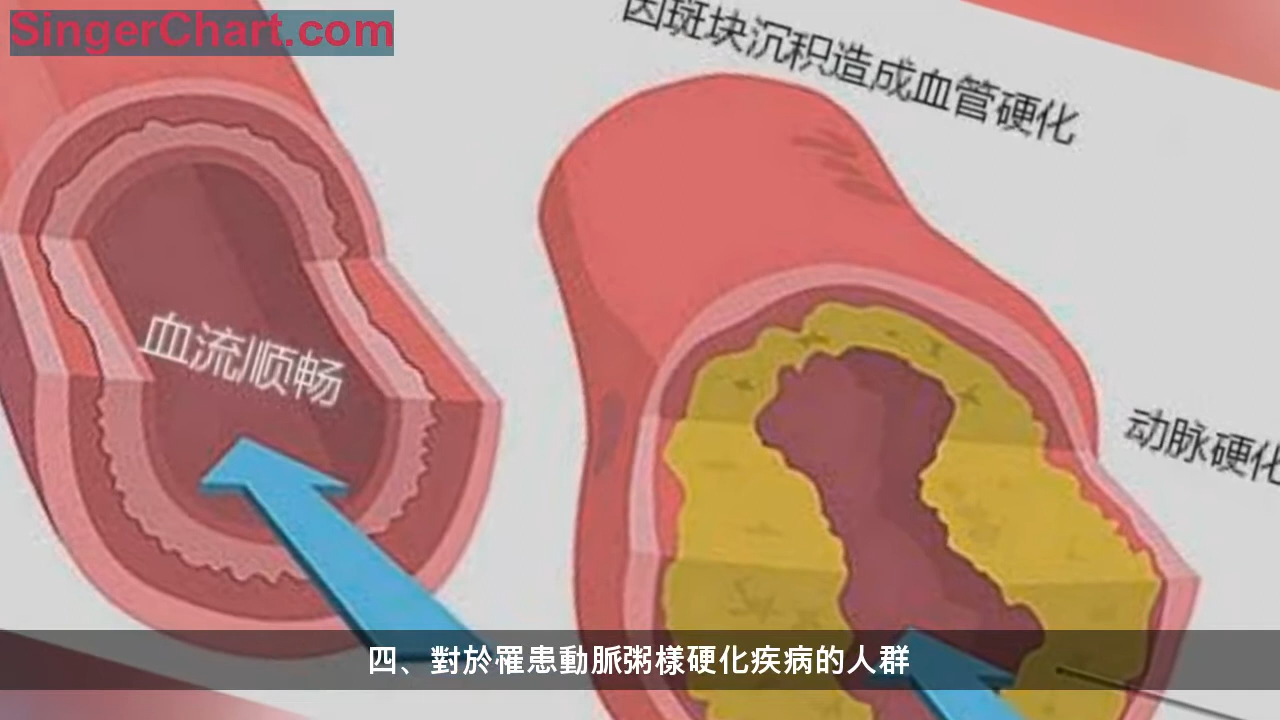 SingerChart.com
因斑块沉积造成血管硬化
血流顺畅
动脉硬化
四、對於罹患動脈粥樣硬化疾病的人群